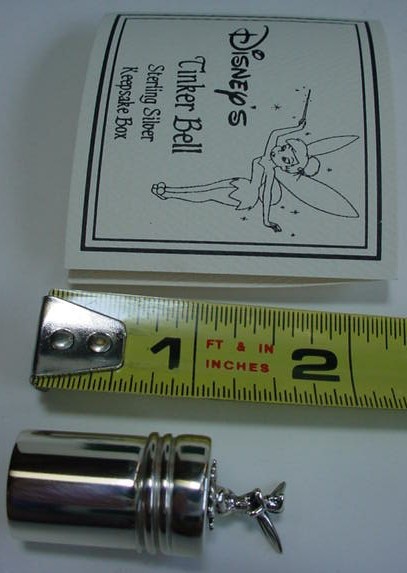 Disney's
Tinker Bell
Sterling Silver
Keepsake Box
1 FT & IN 2
INCHES